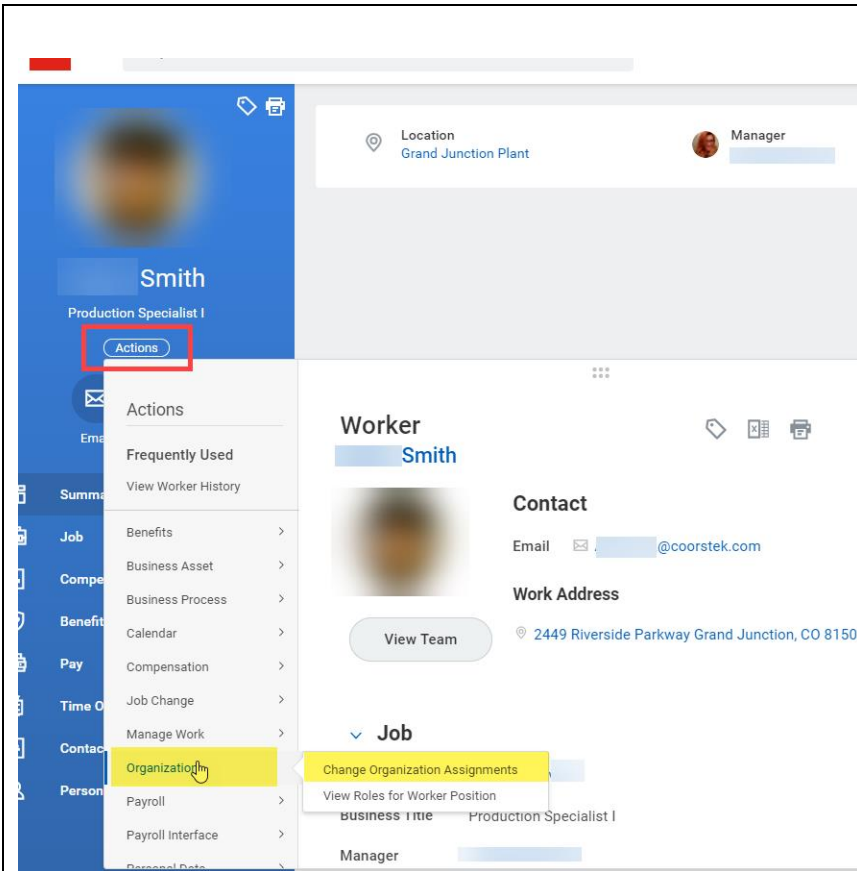 Location
Grand Junction Plant
Manager
Smith
Production Specialist I
Actions
Actions
Frequently Used
View Worker History
Benefits
Business Asset
Business Process
Calendar
Compensation
Job Change
Manage Work
Organization
Payroll
Payroll Interface
Personal Data
Change Organization Assignments
View Roles for Worker Position
Ema
Summa
Job
Compe
Benefit
Pay
Time O
Contac
Person
Worker
Smith
View Team
Contact
Email @coorstek.com
Work Address
2449 Riverside Parkway Grand Junction, CO 8150
Job
Business Title Production Specialist I
Manager